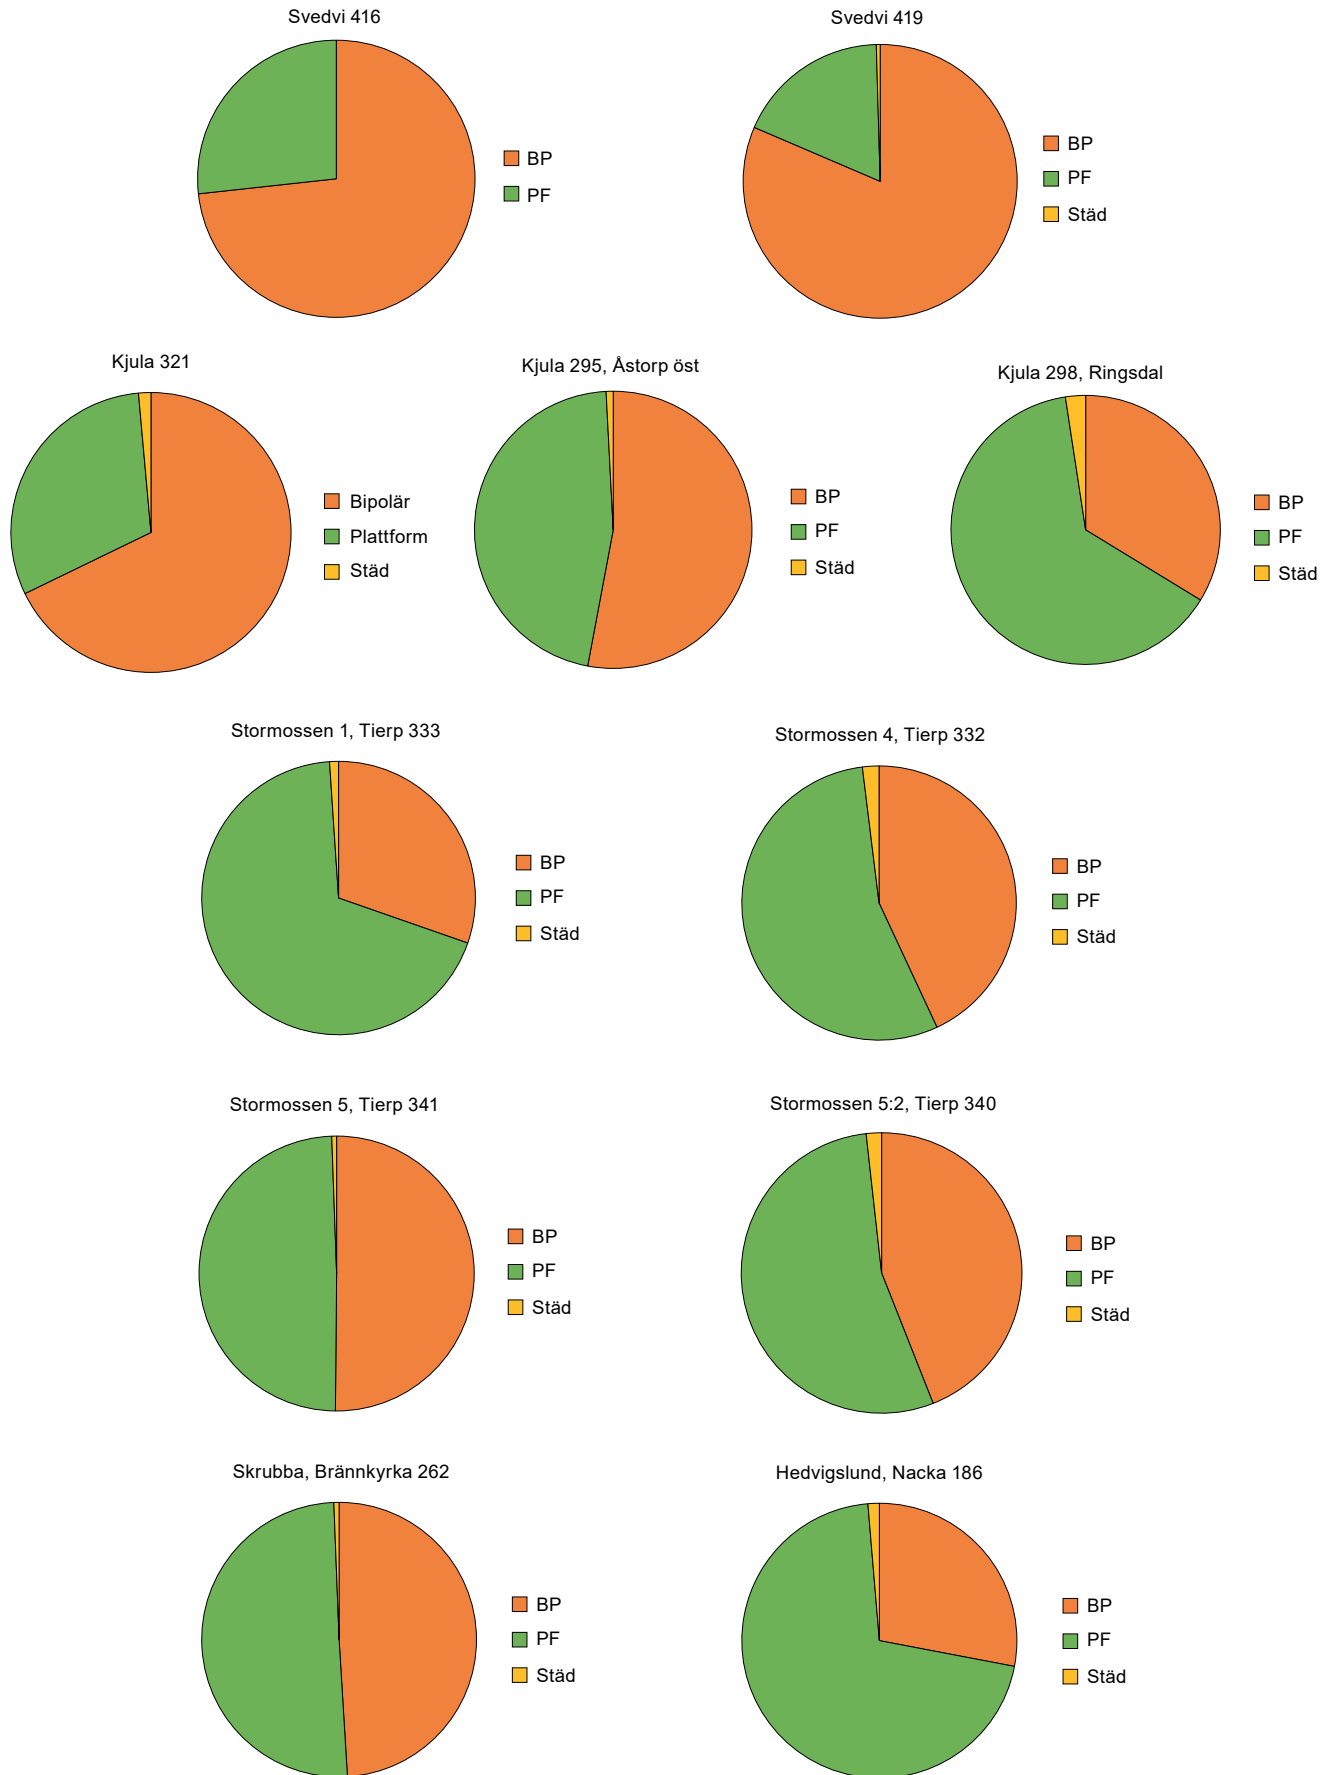 Svedvi 416
BP
PF
Svedvi 419
BP
PF
Städ
Kjula 321
Bipolär
Plattform
Städ
Kjula 295, Åstorp öst
BP
PF
Städ
Kjula 298, Ringsdal
BP
PF
Städ
Stormossen 1, Tierp 333
BP
PF
Städ
Stormossen 4, Tierp 332
BP
PF
Städ
Stormossen 5, Tierp 341
BP
PF
Städ
Stormossen 5:2, Tierp 340
BP
PF
Städ
Skrubba, Brännkyrka 262
BP
PF
Städ
Hedvigslund, Nacka 186
BP
PF
Städ